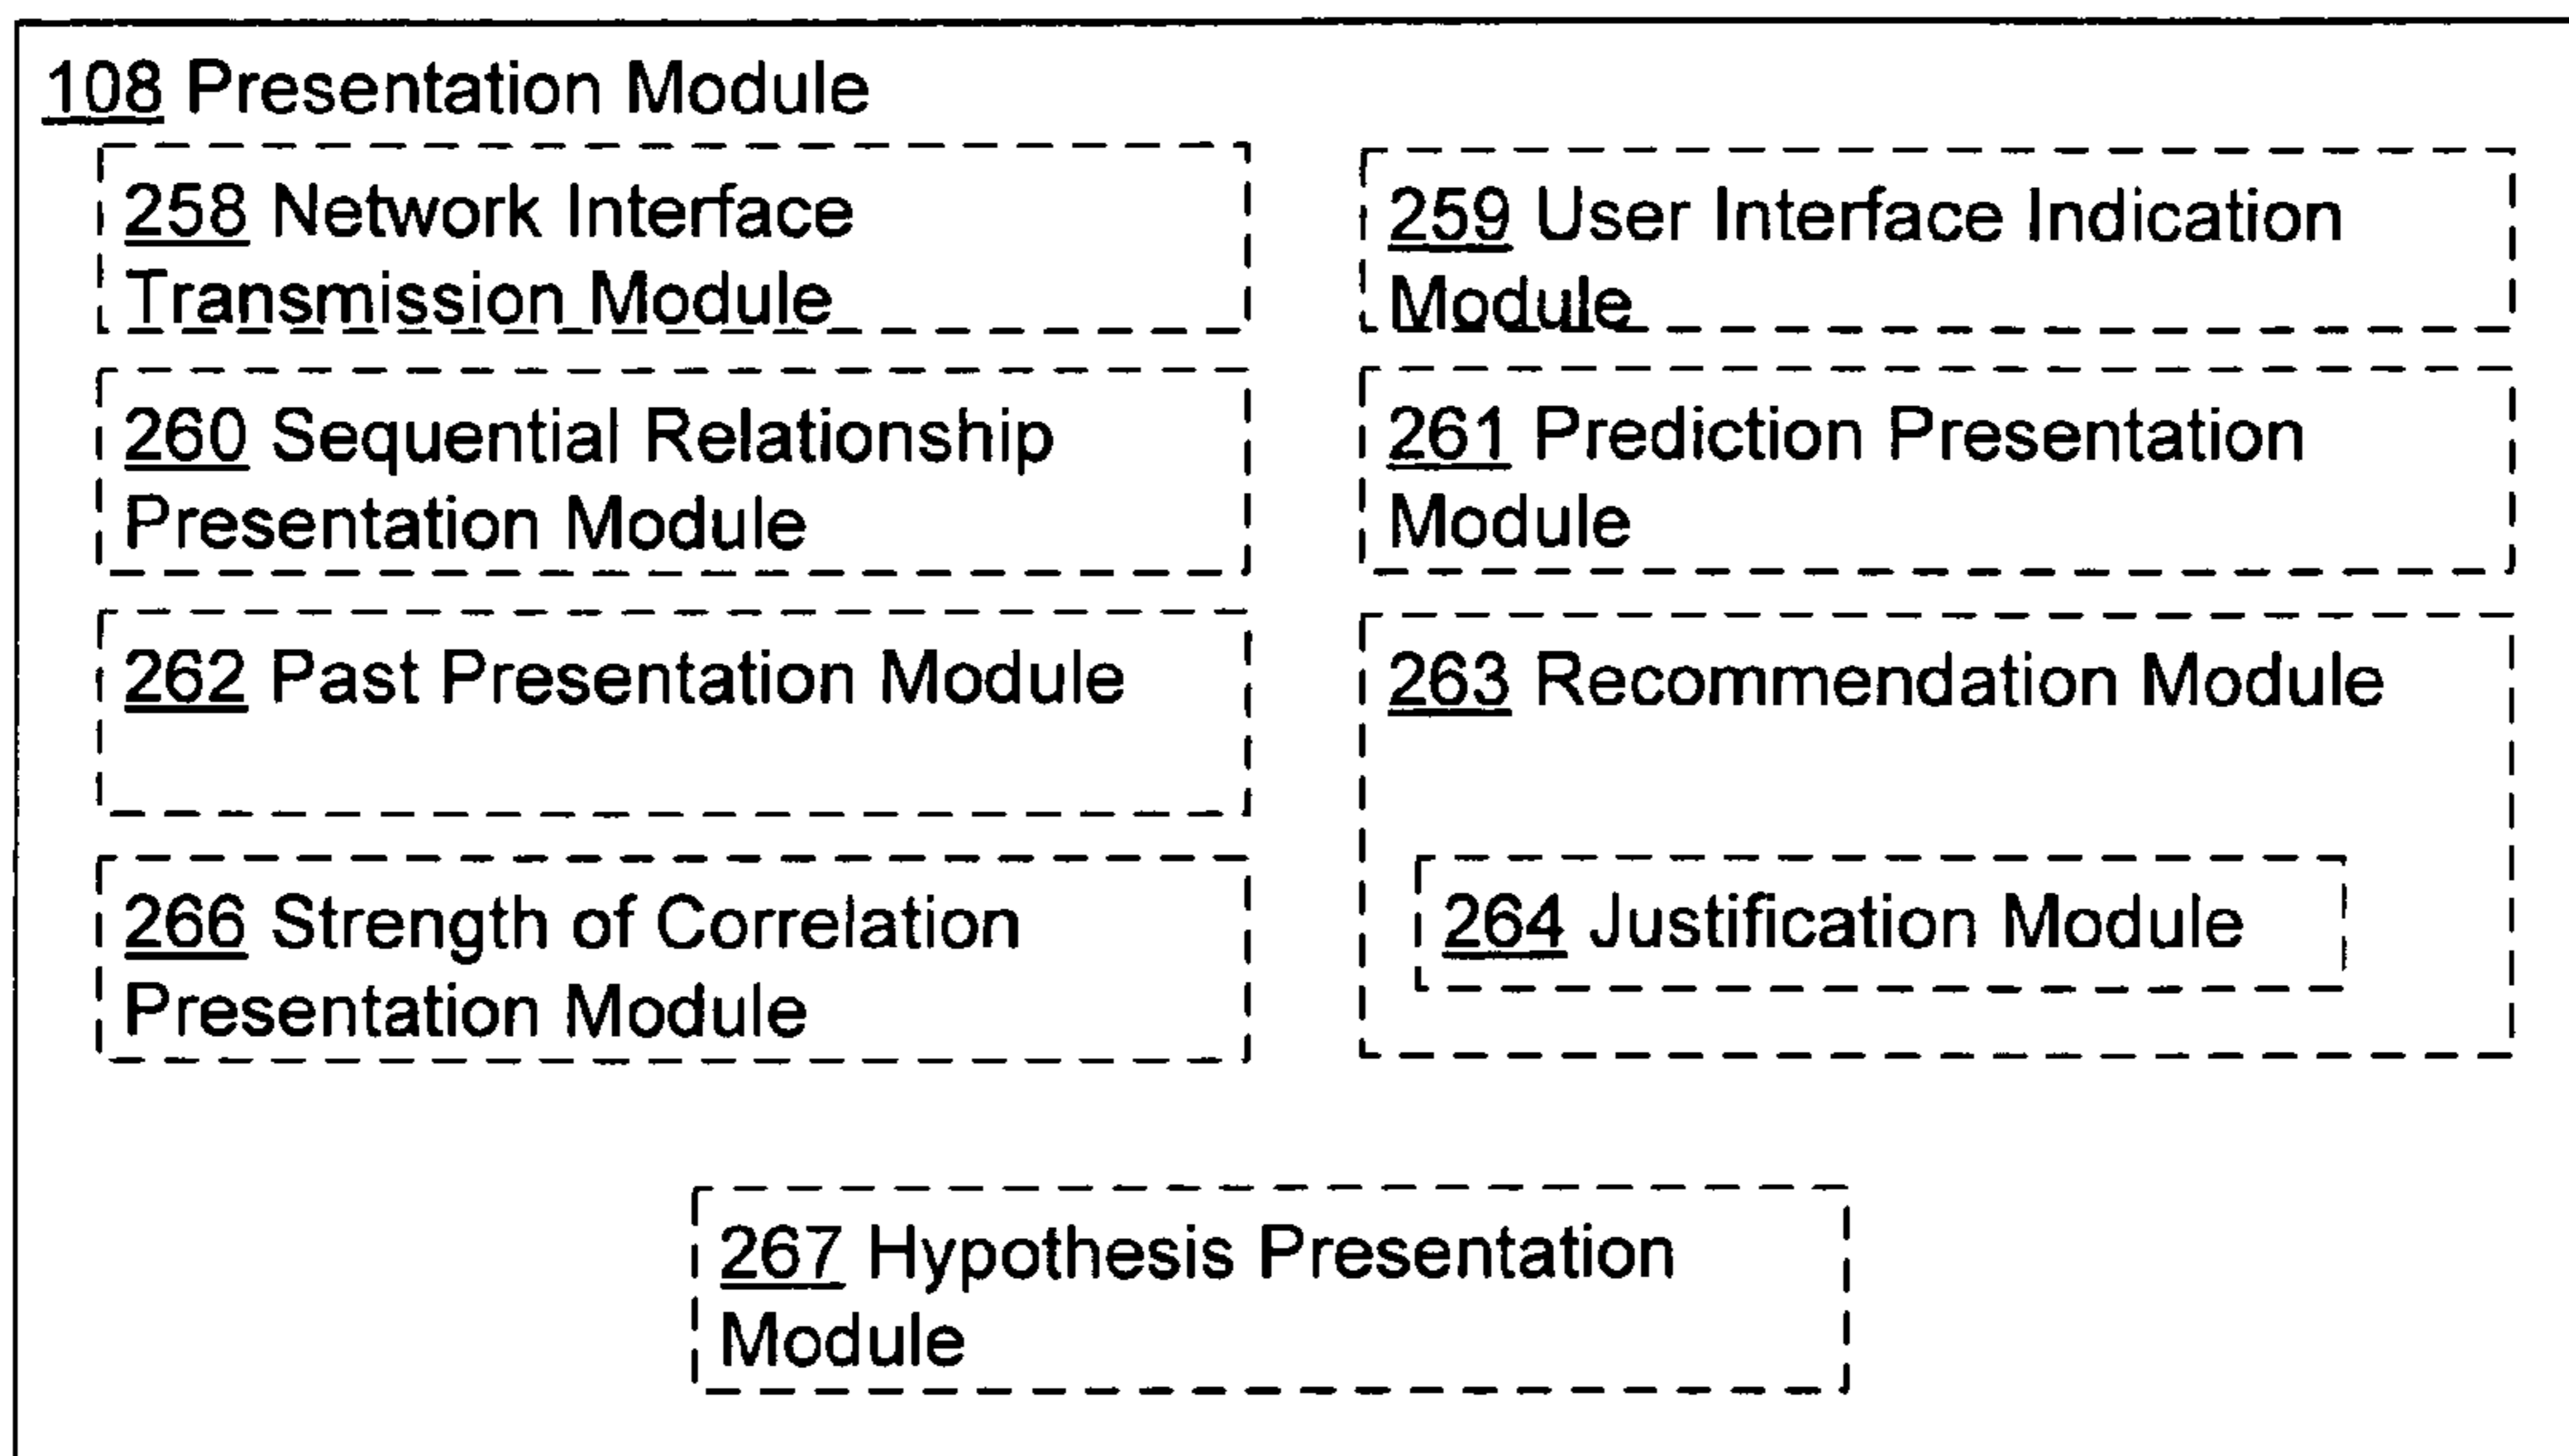 108 Presentation Module
258 Network Interface
Transmission Module
259 User Interface Indication
Module
260 Sequential Relationship
Presentation Module
261 Prediction Presentation
Module
262 Past Presentation Module
263 Recommendation Module
266 Strength of Correlation
Presentation Module
264 Justification Module
267 Hypothesis Presentation
Module